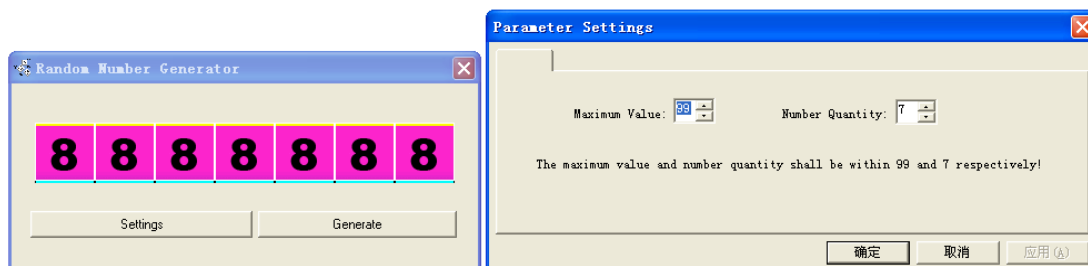 Random Number Generator
8 8 8 8 8 8 8
Settings
Generate
Parameter Settings
Maximum Value: 99
Number Quantity: 7
The maximum value and number quantity shall be within 99 and 7 respectively!
确定
取消
应用(A)